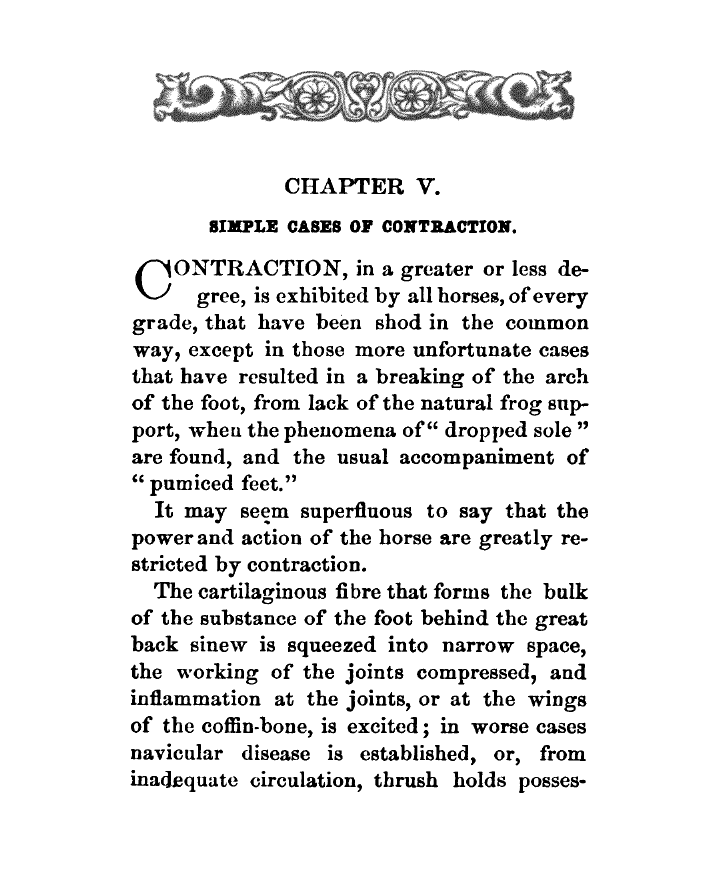 CHAPTER V.
SIMPLE CASES OF CONTRACTION.
CONTRACTION, in a greater or less de-
gree, is exhibited by all horses, of every
grade, that have been shod in the common
way, except in those more unfortunate cases
that have resulted in a breaking of the arch
of the foot, from lack of the natural frog sup-
port, when the phenomena of “ dropped sole ”
are found, and the usual accompaniment of
“ pumiced feet.”
It may seem superfluous to say that the
power and action of the horse are greatly re-
stricted by contraction.
The cartilaginous fibre that forms the bulk
of the substance of the foot behind the great
back sinew is squeezed into narrow space,
the working of the joints compressed, and
inflammation at the joints, or at the wings
of the coffin-bone, is excited; in worse cases
navicular disease is established, or, from
inadequate circulation, thrush holds posses-